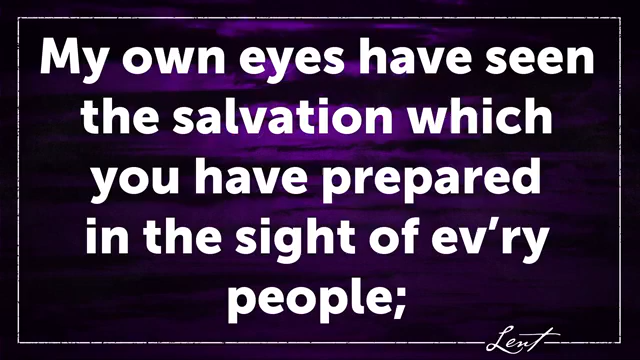 My own eyes have seen
the salvation which
you have prepared
in the sight of ev’ry
people;
Lent